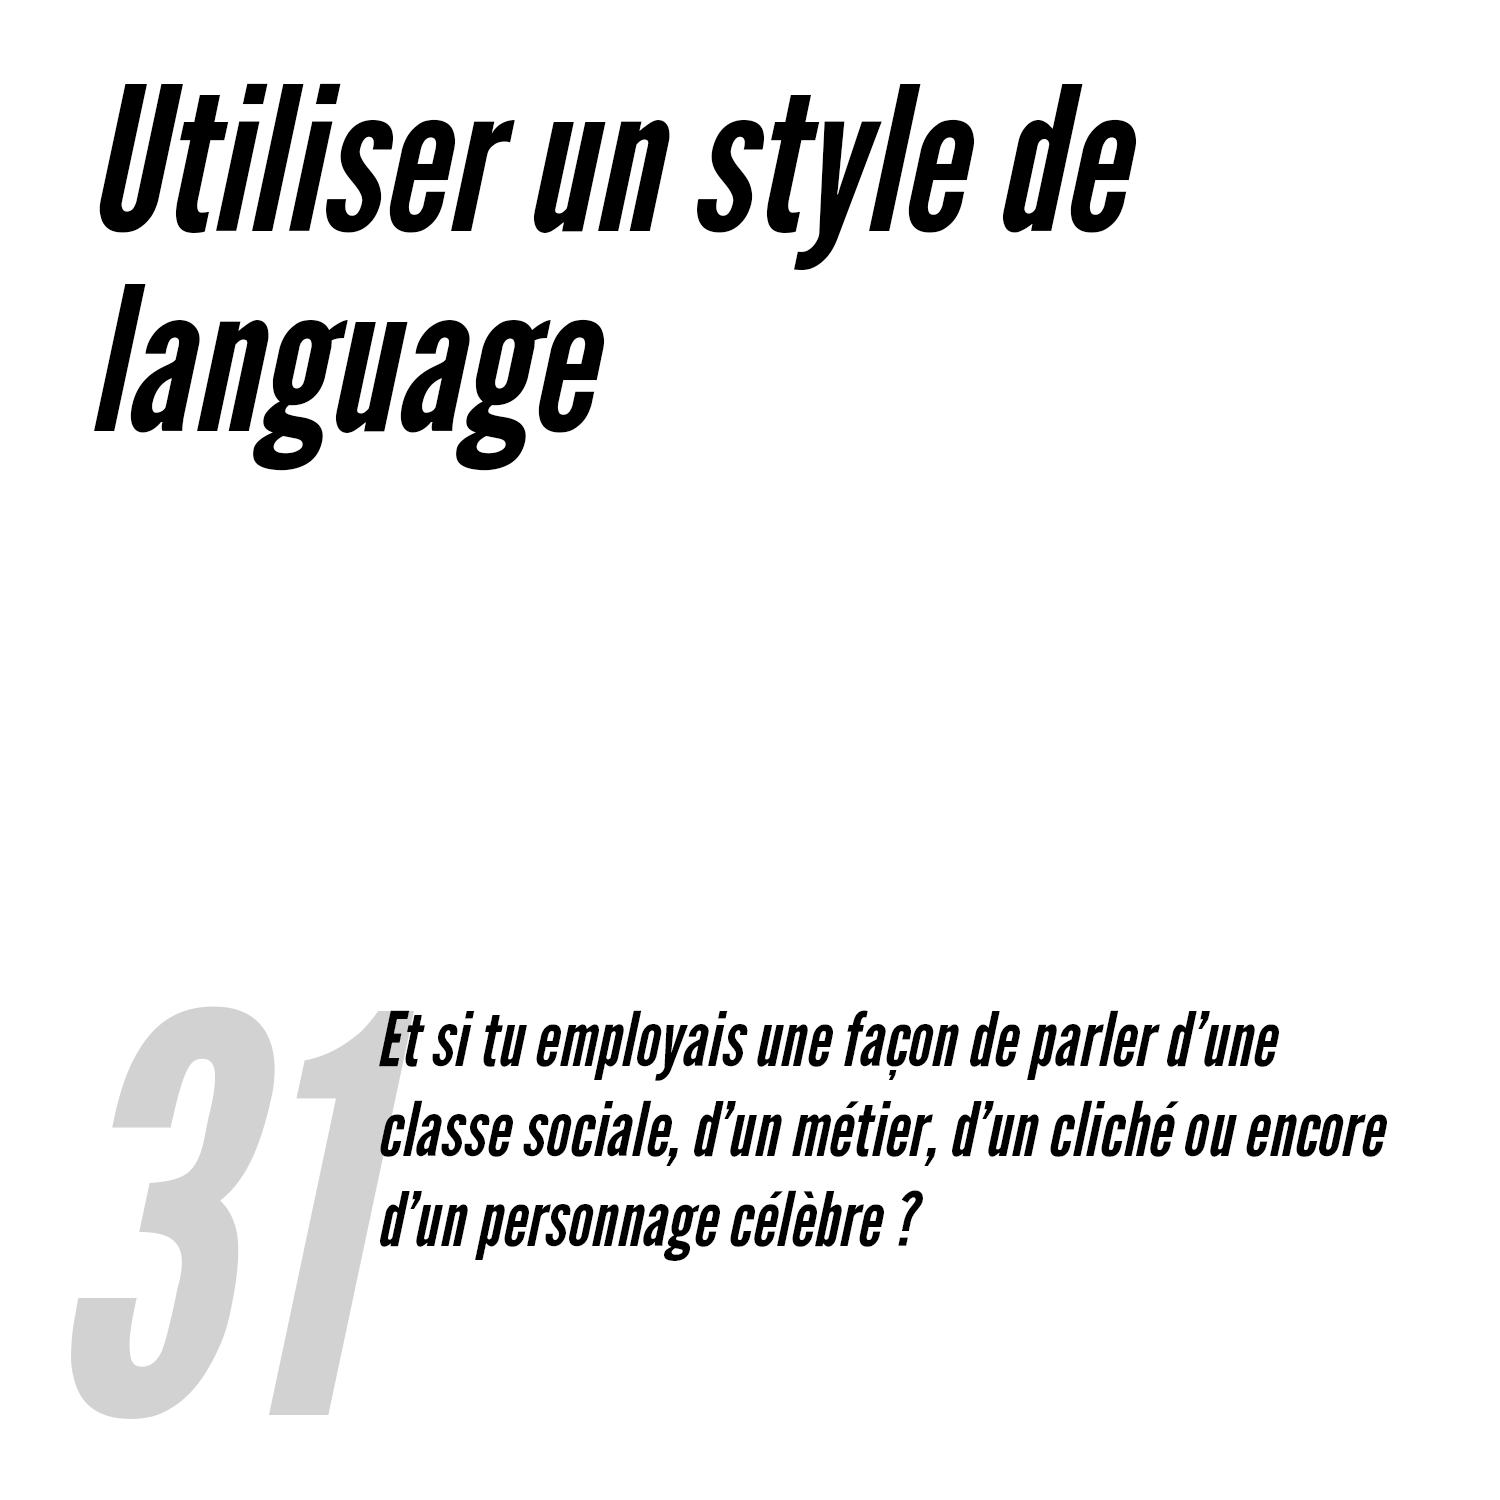 Utiliser un style de
language
31
Et si tu employais une façon de parler d’une
classe sociale, d’un métier, d’un cliché ou encore
d’un personnage célèbre ?